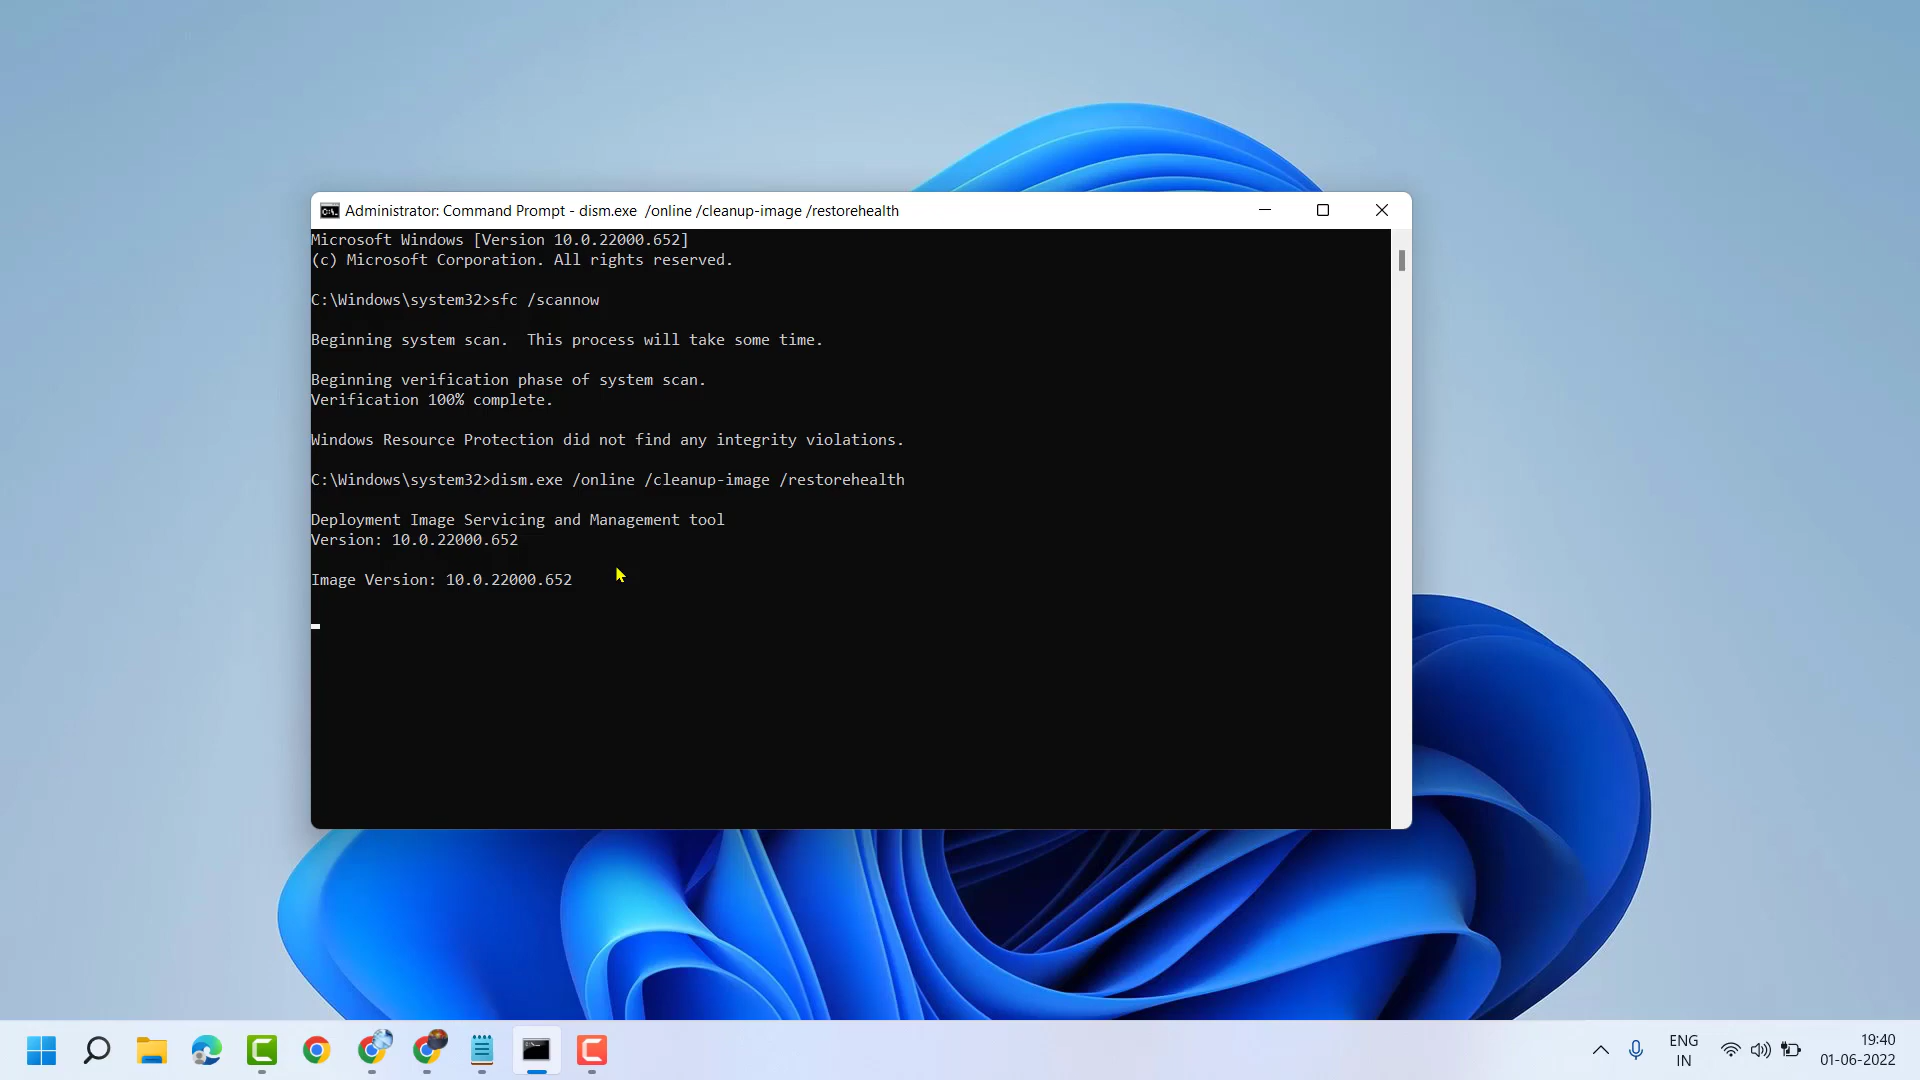 Administrator: Command Prompt - dism.exe  /online /cleanup-image /restorehealth
Microsoft Windows [Version 10.0.22000.652]
(c) Microsoft Corporation. All rights reserved.
C:\Windows\system32>sfc /scannow
Beginning system scan.  This process will take some time.
Beginning verification phase of system scan.
Verification 100% complete.
Windows Resource Protection did not find any integrity violations.
C:\Windows\system32>dism.exe /online /cleanup-image /restorehealth
Deployment Image Servicing and Management tool
Version: 10.0.22000.652
Image Version: 10.0.22000.652
ENG
IN
19:40
01-06-2022